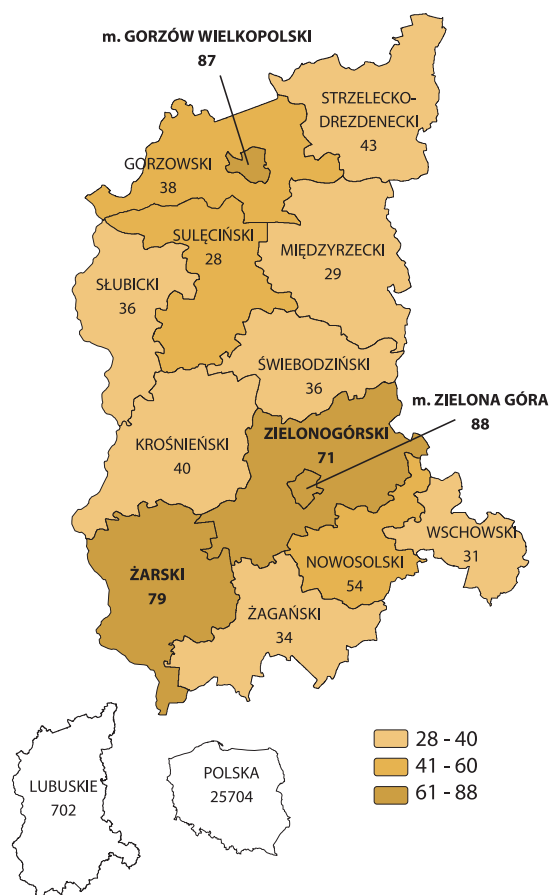 m. GORZÓW WIELKOPOLSKI
87
STRZELECKO-
DREZDENECKI
43
GORZOWSKI
38
SULĘCIŃSKI
28
MIĘDZYRZECKI
29
SŁUBICKI
36
ŚWIEBODZIŃSKI
36
m. ZIELONA GÓRA
88
ZIELONOGÓRSKI
71
KROŚNIEŃSKI
40
WSCHOWSKI
31
NOWOSOLSKI
54
ŻARSKI
79
ŻAGAŃSKI
34
LUBUSKIE
702
POLSKA
25704
28 - 40
41 - 60
61 - 88